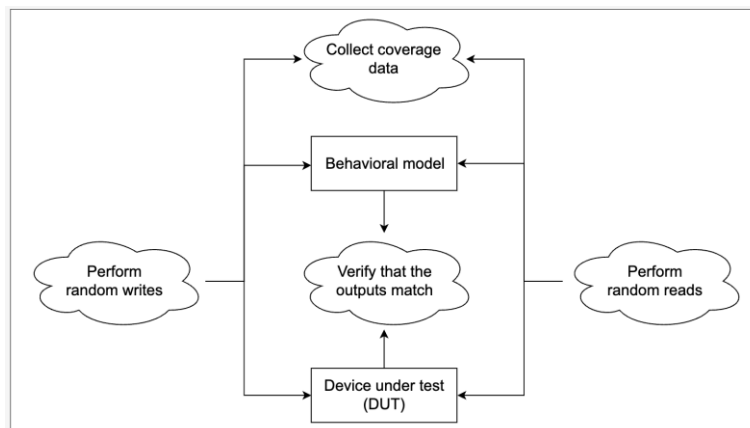 Collect coverage
data
Behavioral model
Perform
random writes
Verify that the
outputs match
Perform
random reads
Device under test
(DUT)